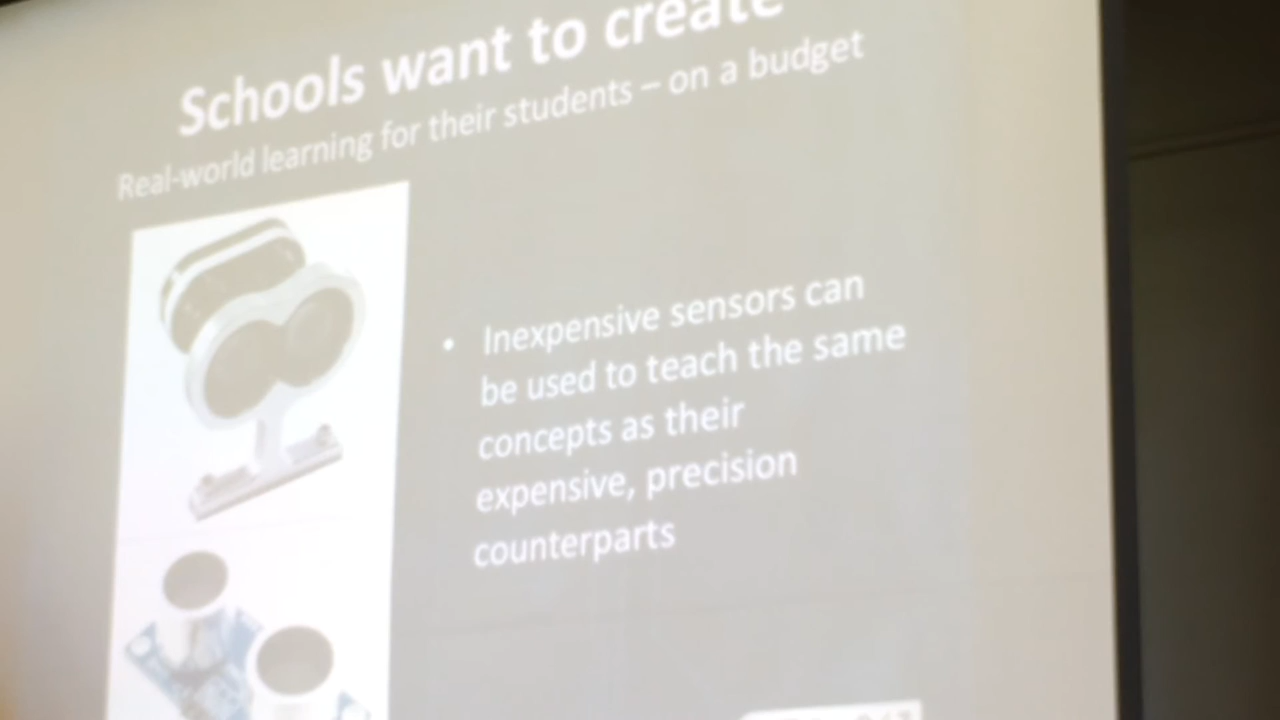 Schools want to create
Real-world learning for their students – on a budget
• Inexpensive sensors can
be used to teach the same
concepts as their
expensive, precision
counterparts